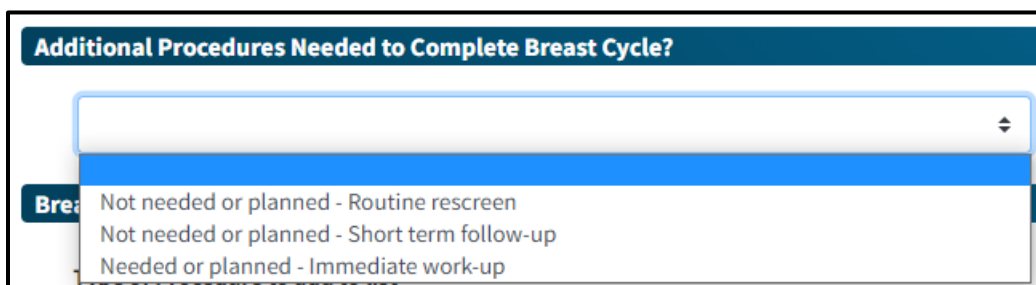 Additional Procedures Needed to Complete Breast Cycle?
Not needed or planned - Routine rescreen
Brea
Not needed or planned - Short term follow-up
Needed or planned - Immediate work-up